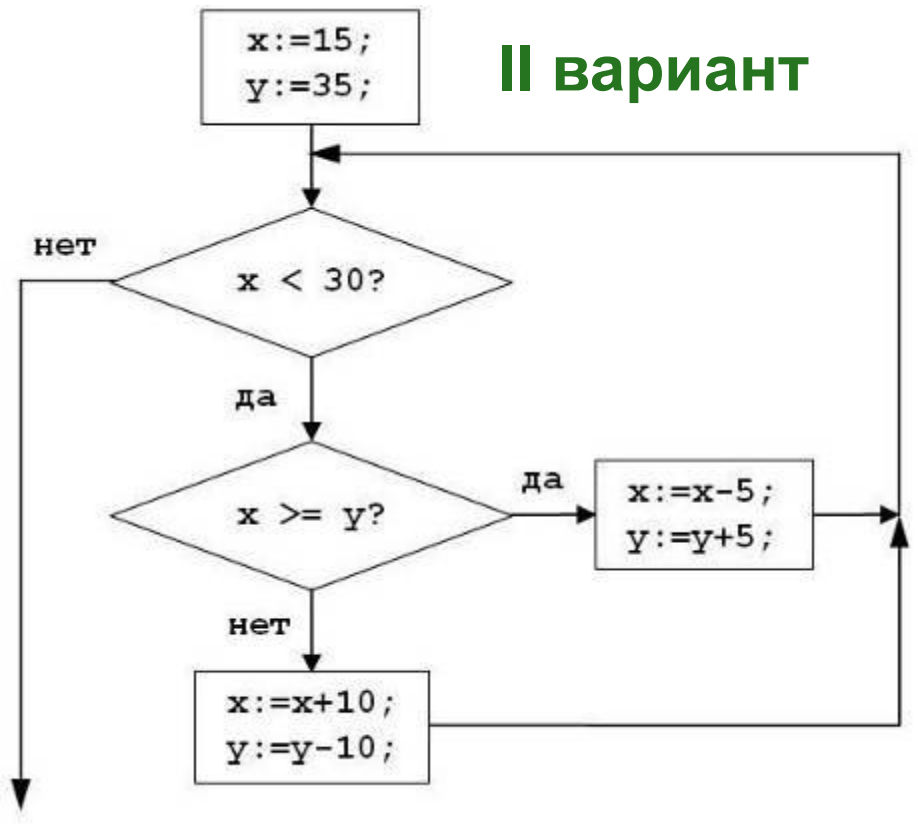 x:=15;
y:=35;
II вариант
нет
x < 30?
да
x >= y?
да
x:=x-5;
y:=y+5;
нет
x:=x+10;
y:=y-10;